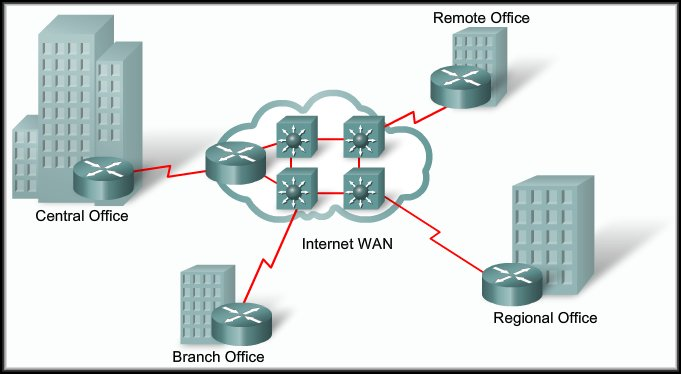 Remote Office
Central Office
Internet WAN
Regional Office
Branch Office